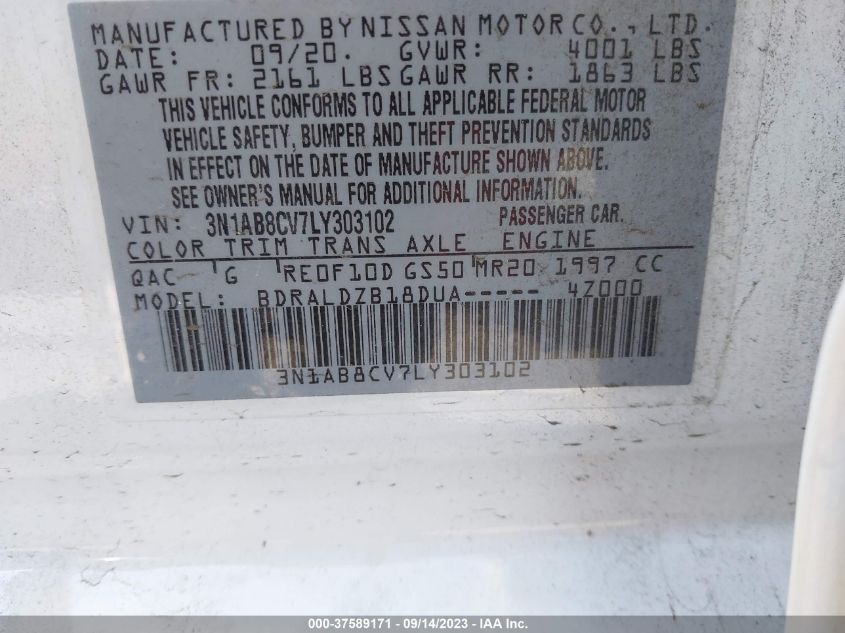 MANUFACTURED BY NISSAN MOTOR CO., LTD.
DATE: 09/20. GVWR: 4001 LBS
GAWR FR: 2161 LBS GAWR RR: 1863 LBS
THIS VEHICLE CONFORMS TO ALL APPLICABLE FEDERAL MOTOR
VEHICLE SAFETY, BUMPER AND THEFT PREVENTION STANDARDS
IN EFFECT ON THE DATE OF MANUFACTURE SHOWN ABOVE.
SEE OWNER'S MANUAL FOR ADDITIONAL INFORMATION.
VIN: 3N1AB8CV7LY303102 PASSENGER CAR.
COLOR TRIM TRANS AXLE ENGINE
QAC G RE0F10D GS50 MR20 1997 CC
MODEL: BDRALDZB18DUA----- 4Z000
3N1AB8CV7LY303102
000-37589171 - 09/14/2023 - IAA Inc.